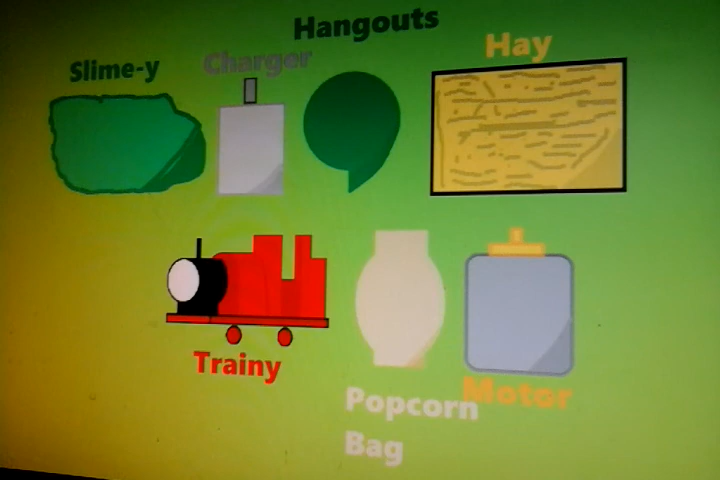 Hangouts
Slime-y
Charger
Hay
Trainy
Popcorn
Bag
Motor